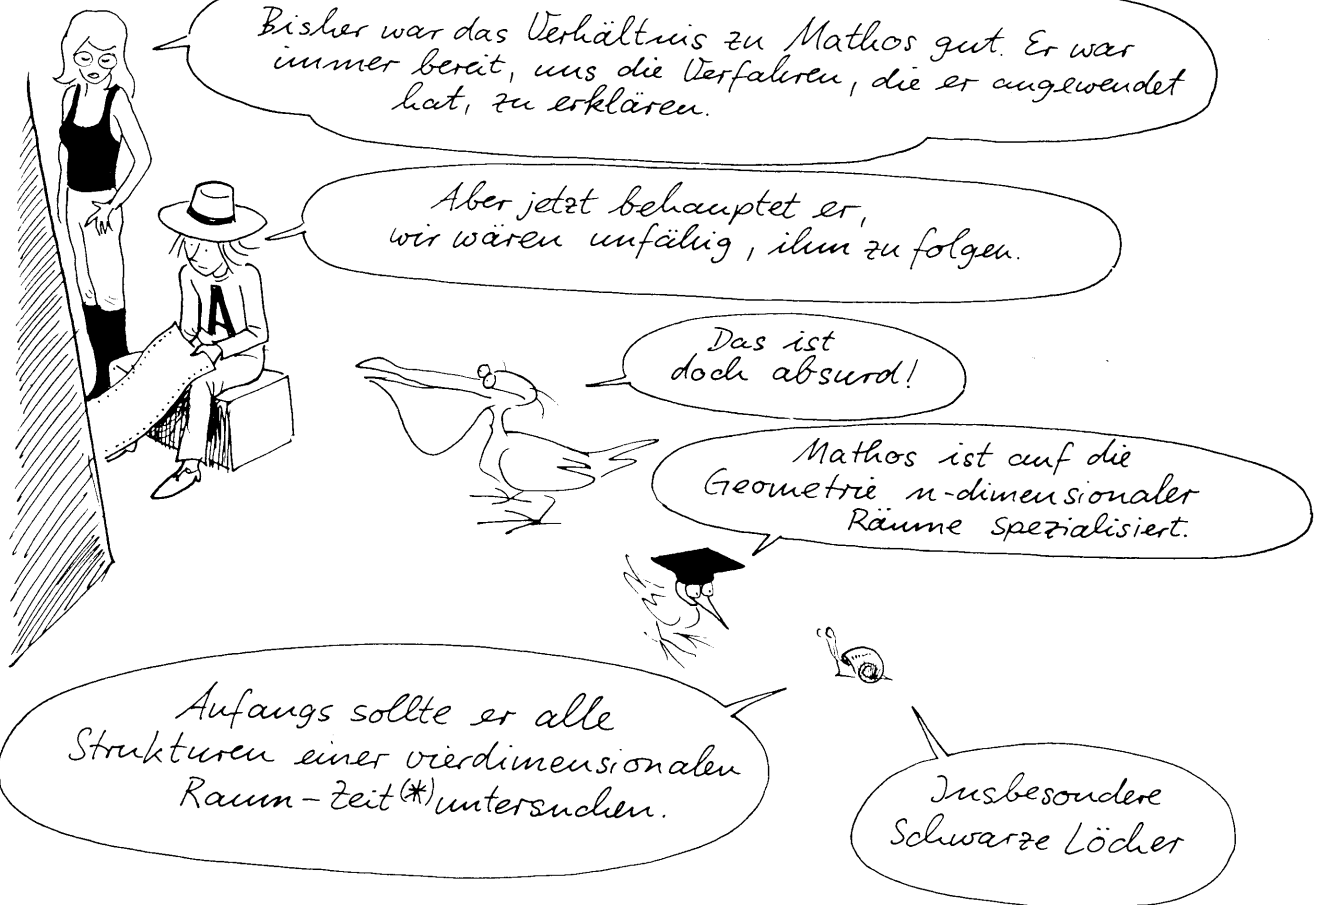 Bisher war das Verhältnis zu Mathos gut. Er war
immer bereit, uns die Verfahren, die er angewendet
hat, zu erklären.
Aber jetzt behauptet er,
wir wären unfähig, ihm zu folgen.
A
Das ist
doch absurd!
Mathos ist auf die
Geometrie n-dimensionaler
Räume spezialisiert.
Anfangs sollte er alle
Strukturen einer vierdimensionalen
Raum-Zeit(*) untersuchen.
Insbesondere
Schwarze Löcher